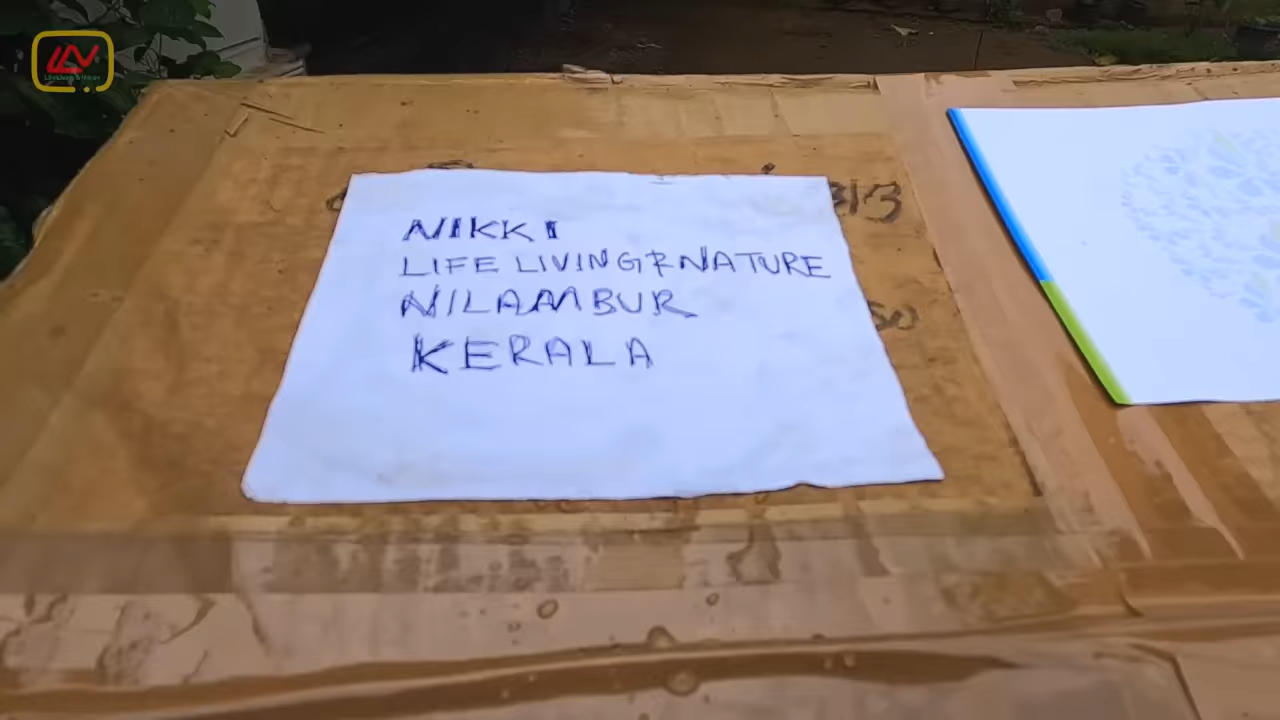 NIKKI
LIFE LIVING & NATURE
NILAMBUR
KERALA